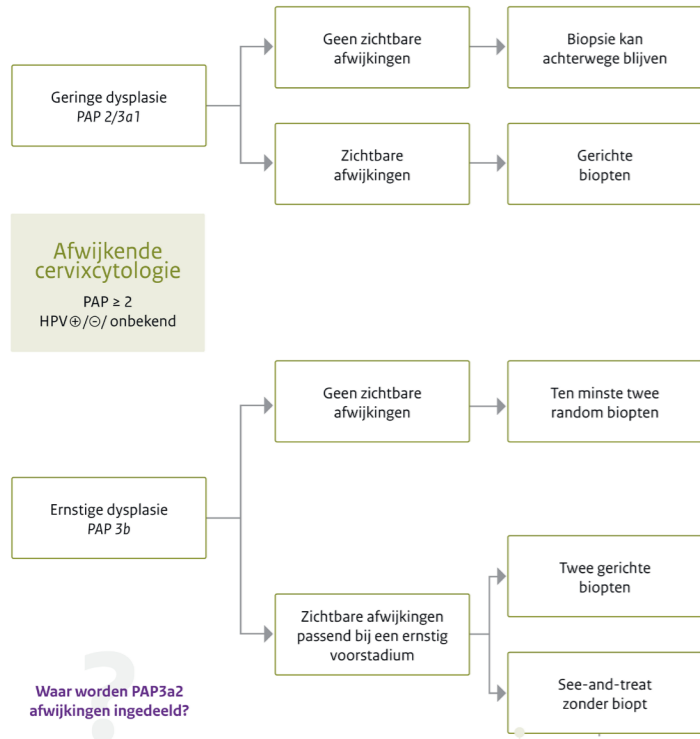 Geen zichtbare
afwijkingen
Biopsie kan
achterwege blijven
Geringe dysplasie
PAP 2/3a1
Zichtbare
afwijkingen
Gerichte
biopten
Afwijkende
cervixcytologie
PAP ≥ 2
HPV⊕/⊖/ onbekend
Geen zichtbare
afwijkingen
Ten minste twee
random biopten
Ernstige dysplasie
PAP 3b
Twee gerichte
biopten
Zichtbare afwijkingen
passend bij een ernstig
voorstadium
See-and-treat
zonder biopt
?
Waar worden PAP3a2
afwijkingen ingedeeld?